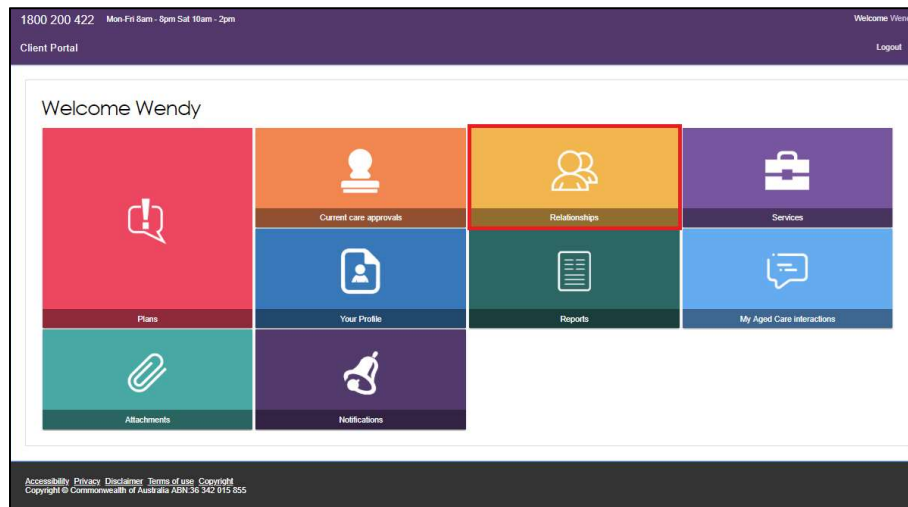 1800 200 422 Mon-Fri 8am - 8pm Sat 10am - 2pm
Welcome
Client Portal
Logout
Welcome Wendy
Current care approvals
Relationships
Services
Plans
Your Profile
Reports
My Aged Care interactions
Attachments
Notifications
Accessibility Privacy Disclaimer Terms of use Copyright
Copyright © Commonwealth of Australia ABN:36 342 015 855